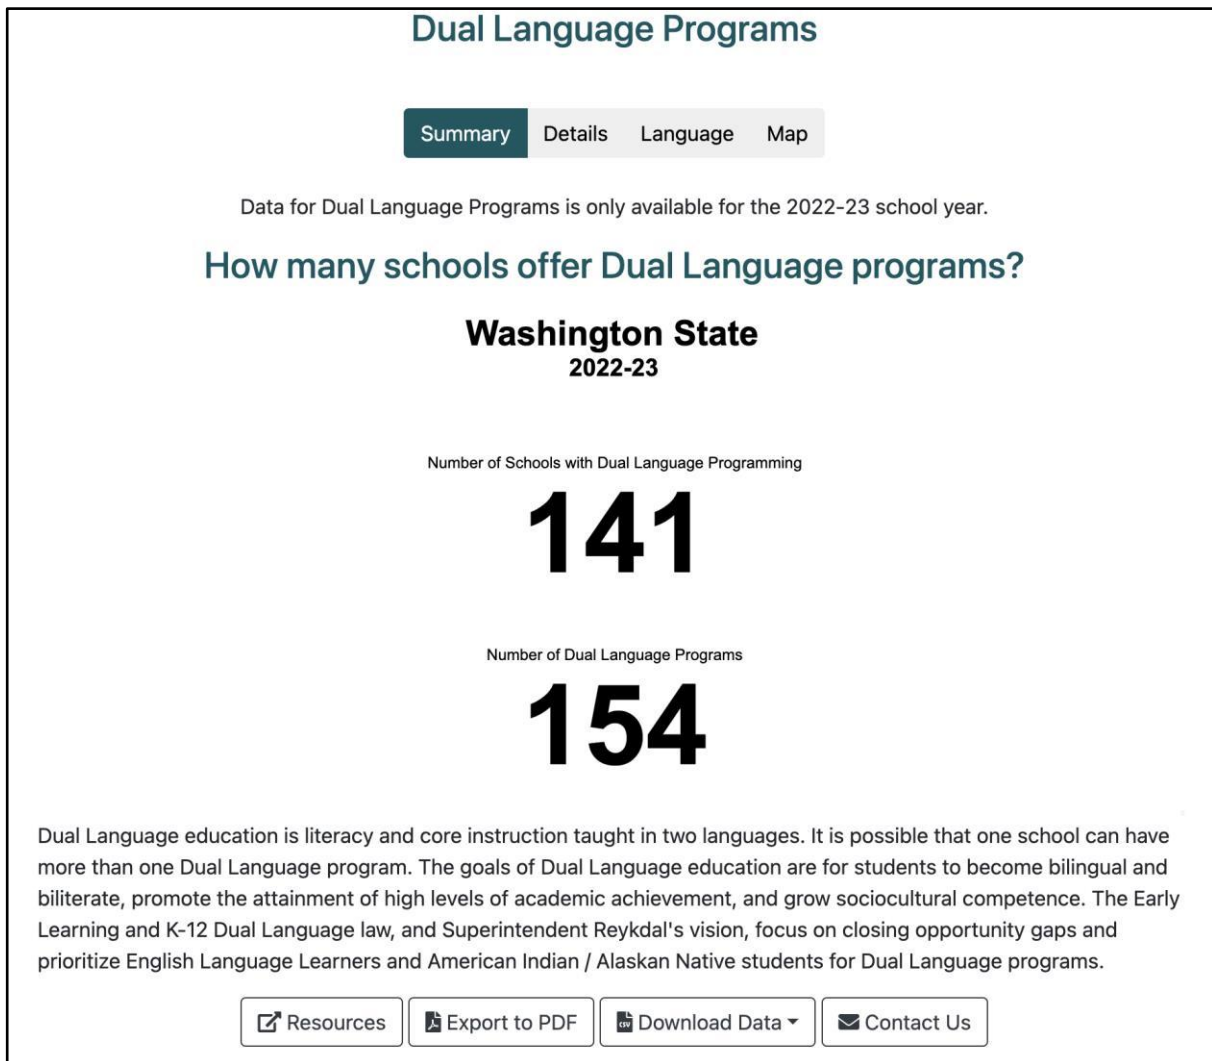 Dual Language Programs
Summary Details Language Map
Data for Dual Language Programs is only available for the 2022-23 school year.
How many schools offer Dual Language programs?
Washington State
2022-23
Number of Schools with Dual Language Programming
141
Number of Dual Language Programs
154
Dual Language education is literacy and core instruction taught in two languages. It is possible that one school can have
more than one Dual Language program. The goals of Dual Language education are for students to become bilingual and
biliterate, promote the attainment of high levels of academic achievement, and grow sociocultural competence. The Early
Learning and K-12 Dual Language law, and Superintendent Reykdal's vision, focus on closing opportunity gaps and
prioritize English Language Learners and American Indian / Alaskan Native students for Dual Language programs.
Resources Export to PDF CSV Download Data Contact Us